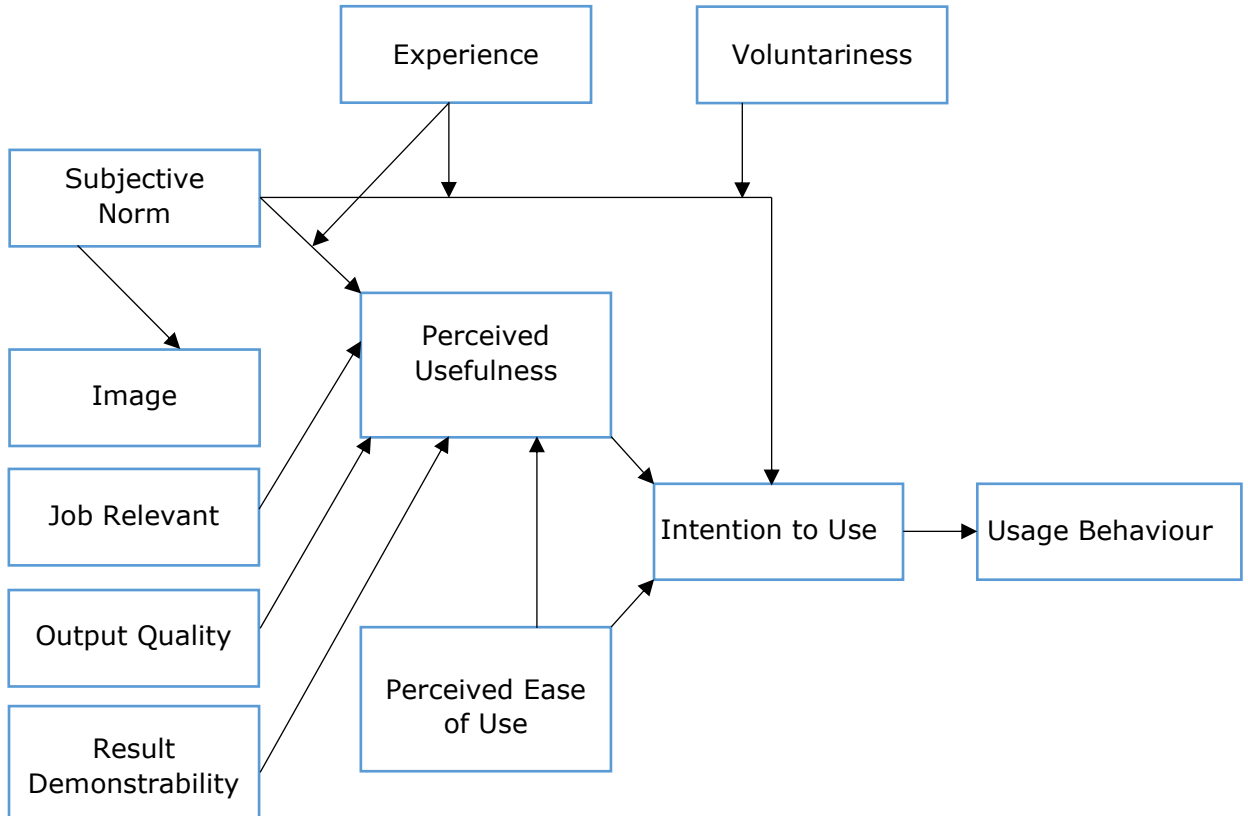 Experience
Voluntariness
Subjective
Norm
Perceived
Usefulness
Image
Job Relevant
Intention to Use
Usage Behaviour
Output Quality
Perceived Ease
of Use
Result
Demonstrability